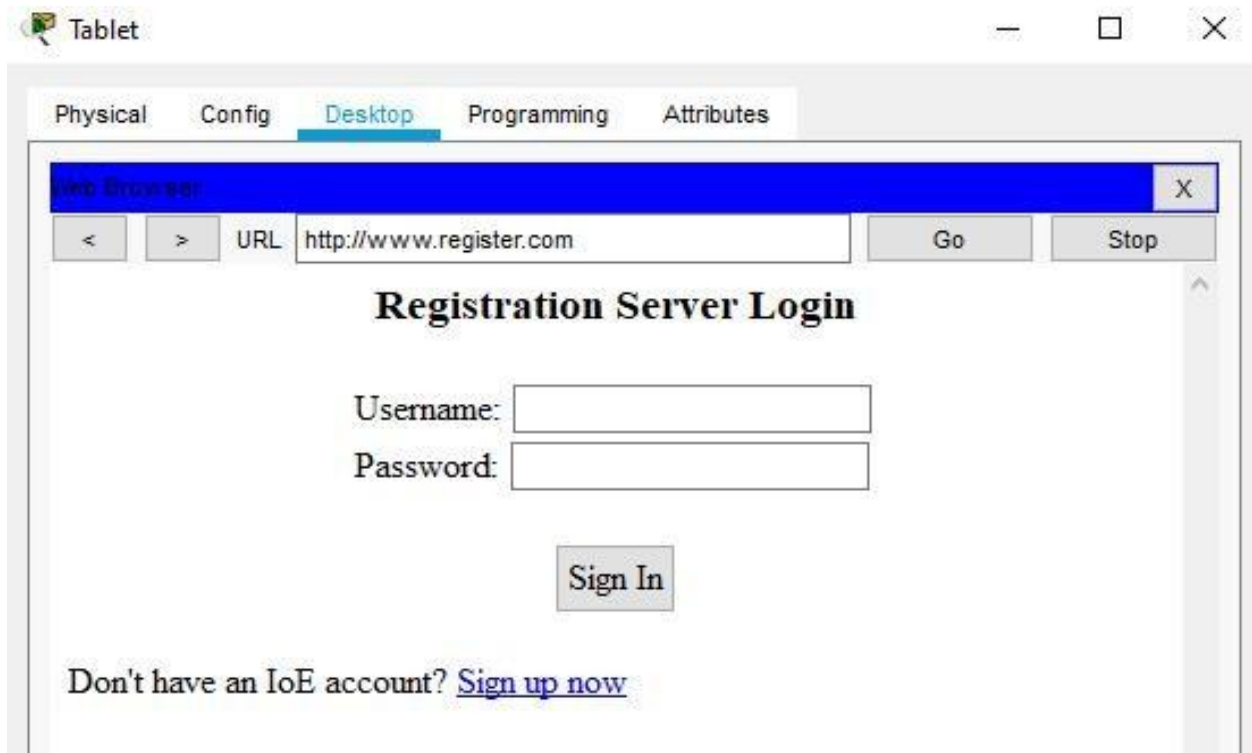 Tablet
Physical Config Desktop Programming Attributes
Web Browser X
< > URL http://www.register.com Go Stop
Registration Server Login
Username:
Password:
Sign In
Don't have an IoE account? Sign up now